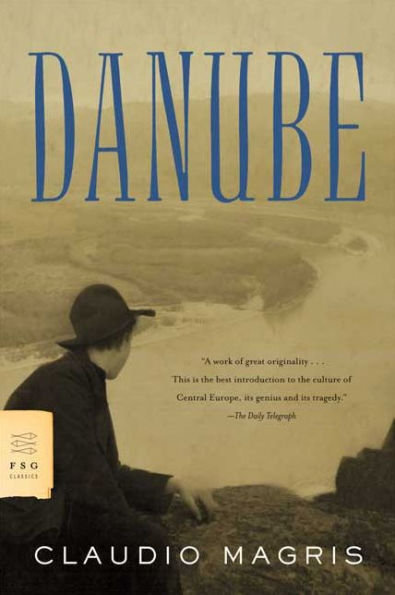 DANUBE
“A work of great originality . . .
This is the best introduction to the culture of
Central Europe, its genius and its tragedy.”
—The Daily Telegraph
FSG
CLASSICS
CLAUDIO MAGRIS